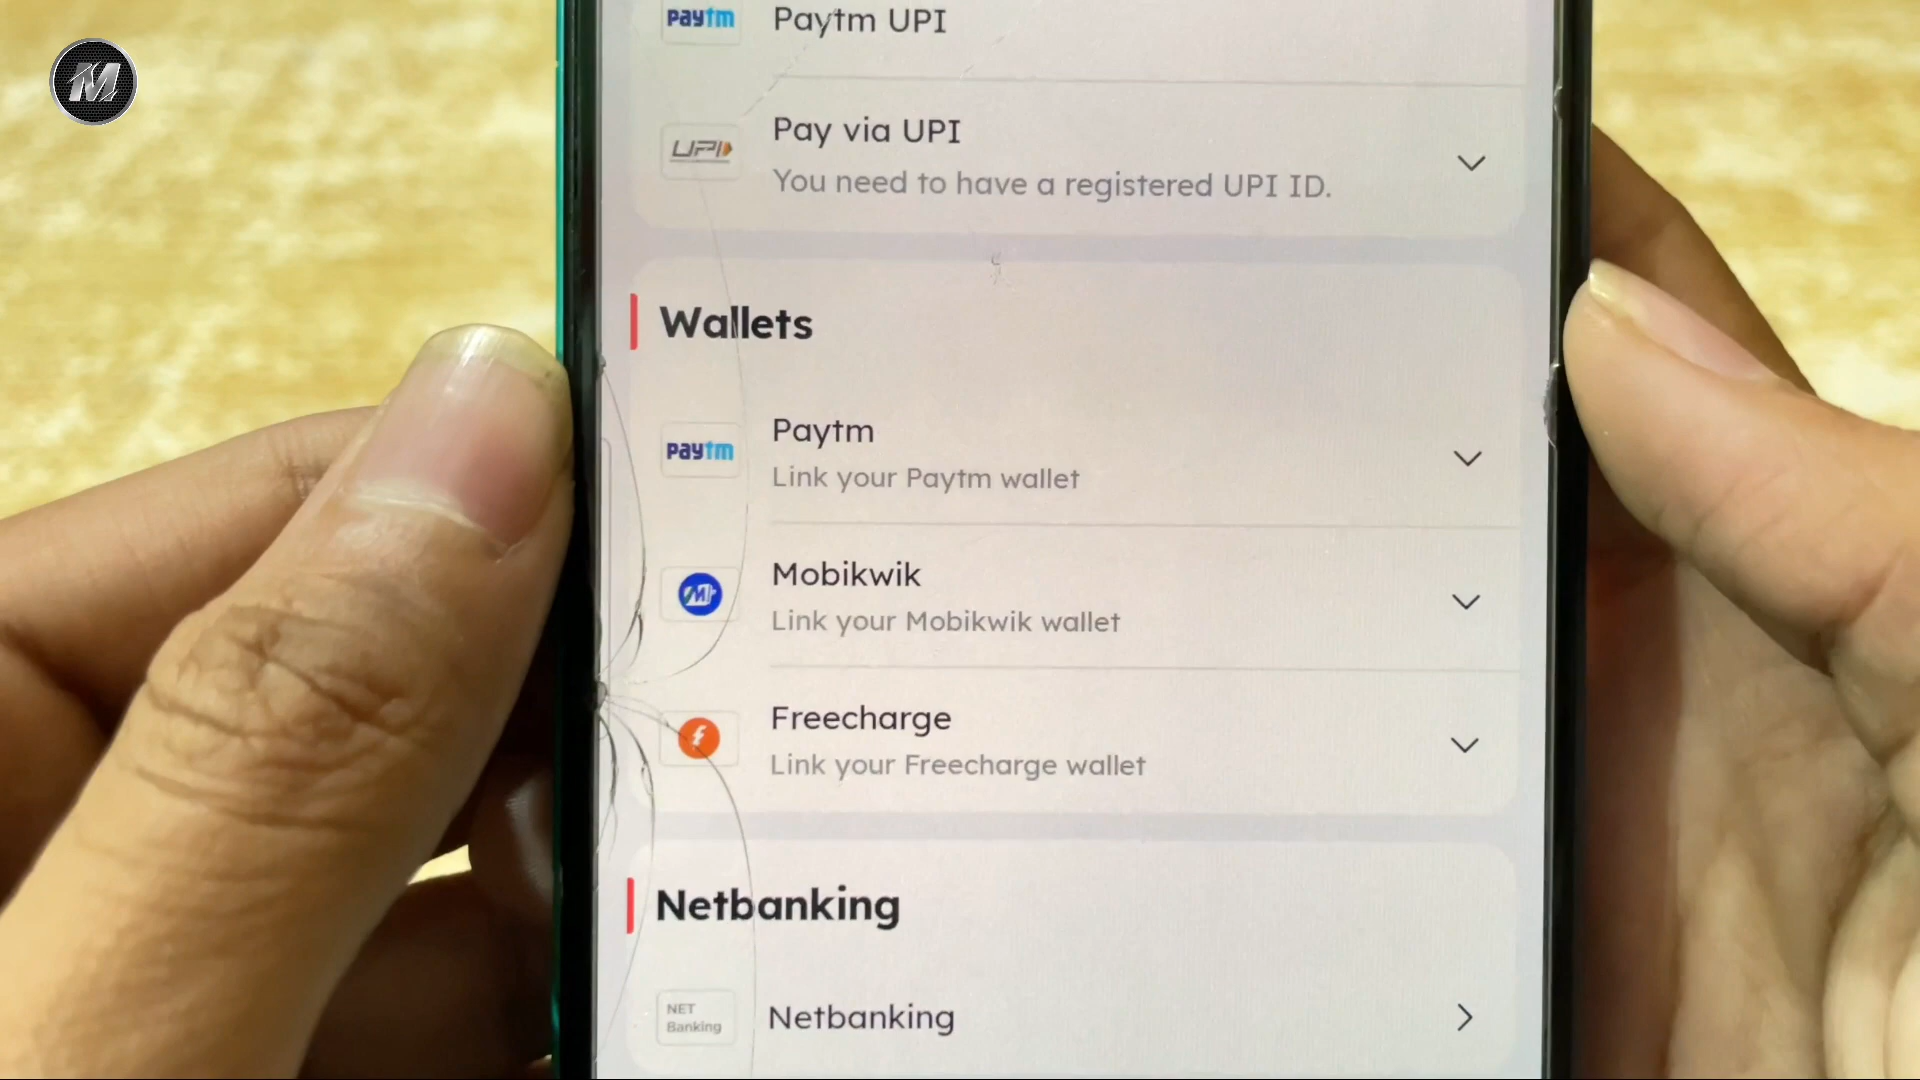 paytm
Paytm UPI
UPI
Pay via UPI
You need to have a registered UPI ID.
Wallets
paytm
Paytm
Link your Paytm wallet
Mobikwik
Link your Mobikwik wallet
Freecharge
Link your Freecharge wallet
Netbanking
NET
Banking
Netbanking
M